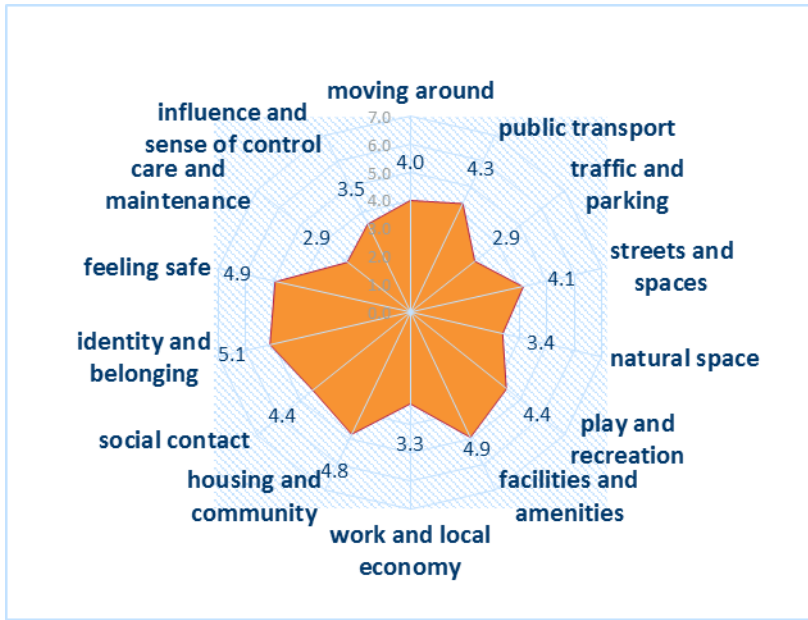 moving around
influence and
sense of control
public transport
care and
maintenance
traffic and
parking
feeling safe
streets and
spaces
identity and
belonging
natural space
social contact
play and
recreation
housing and
community
facilities and
amenities
work and local
economy
7.0
6.0
5.0
4.0
3.0
2.0
1.0
0.0
4.0
4.3
2.9
4.1
3.4
4.4
4.9
3.3
4.8
4.4
5.1
4.9
2.9
3.5